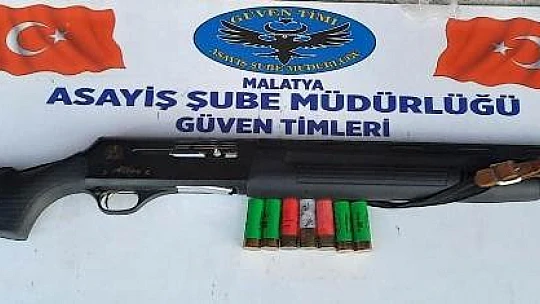 GÜVEN TİMİ
ASAYİŞ ŞUBE MÜDÜRLÜĞÜ
MALATYA
ASAYİŞ ŞUBE MÜDÜRLÜĞÜ
GÜVEN TİMLERİ